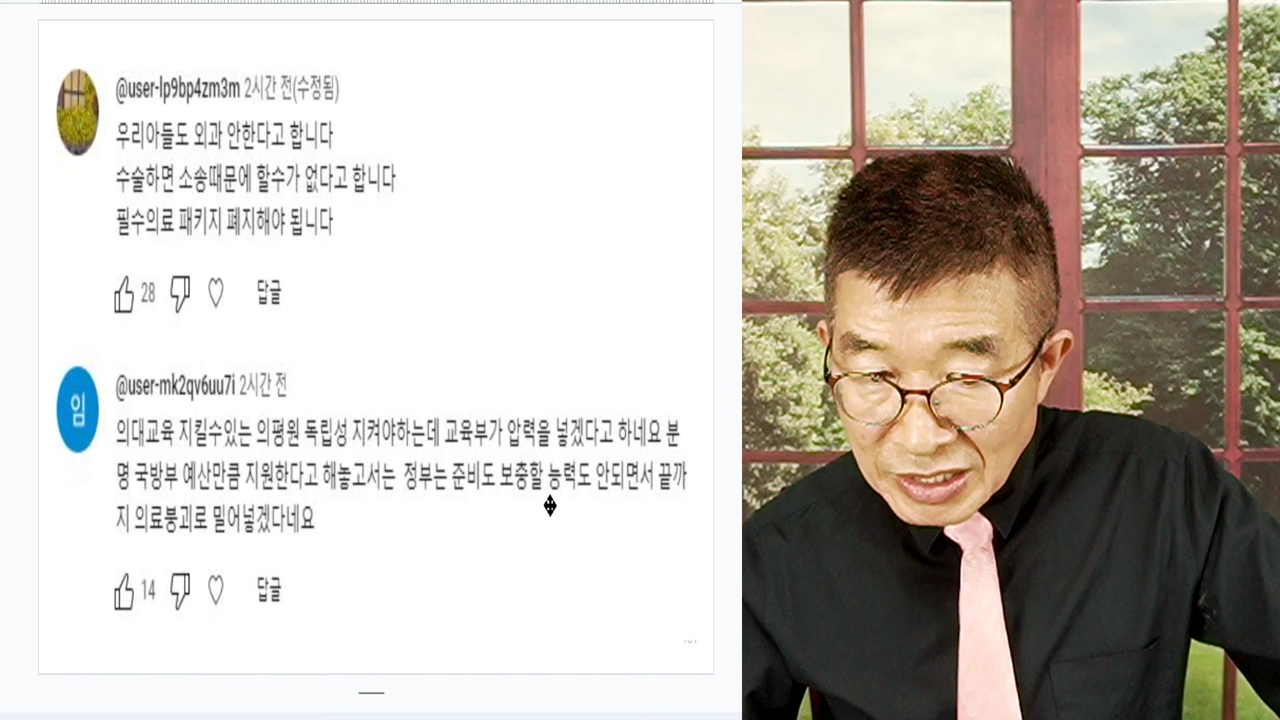 @user-lp9bp4zm3m 2시간 전(수정됨)
우리아들도 외과 안한다고 합니다
수술하면 소송때문에 할수가 없다고 합니다
필수의료 패키지 폐지해야 됩니다
28 답글
임
@user-mk2qv6uu7i 2시간 전
의대교육 지킬수있는 의평원 독립성 지켜야하는데 교육부가 압력을 넣겠다고 하네요 분
명 국방부 예산만큼 지원한다고 해놓고서는 정부는 준비도 보충할 능력도 안되면서 끝까
지 의료붕괴로 밀어넣겠다네요
14 답글